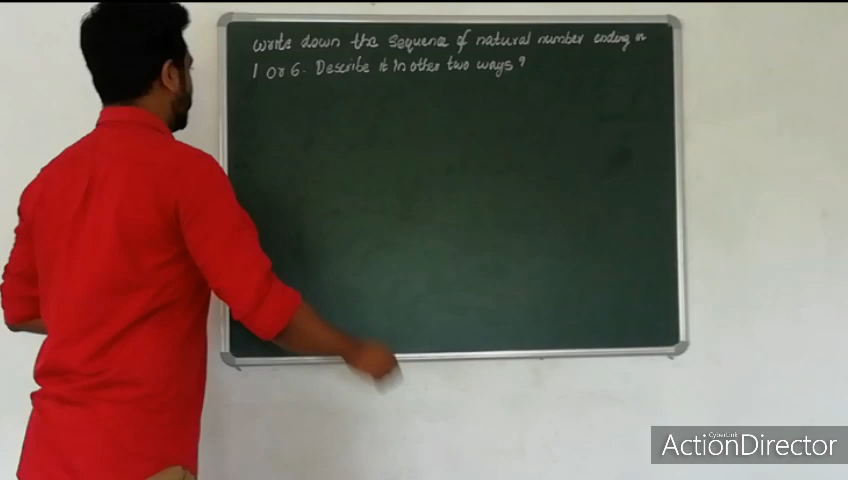 write down the sequence of natural number ending in
1 or 6. Describe it in other two ways?
CyberLink
ActionDirector